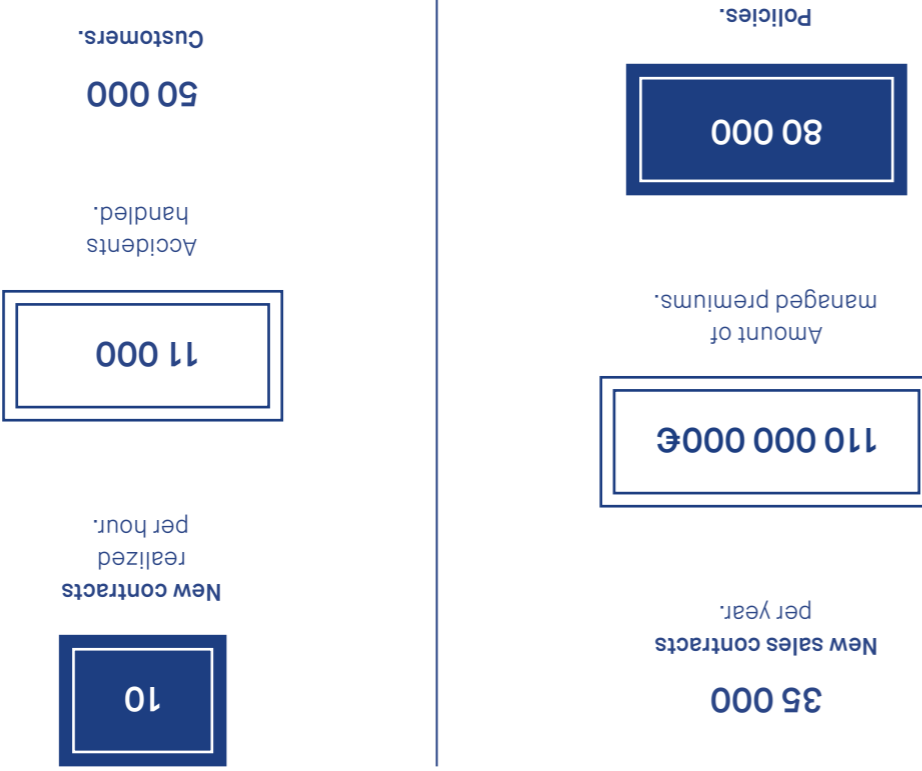 35 000
New sales contracts
per year.
110 000 000€
Amount of
managed premiums.
80 000
Policies.
10
New contracts
realized
per hour.
11 000
Accidents
handled.
50 000
Customers.